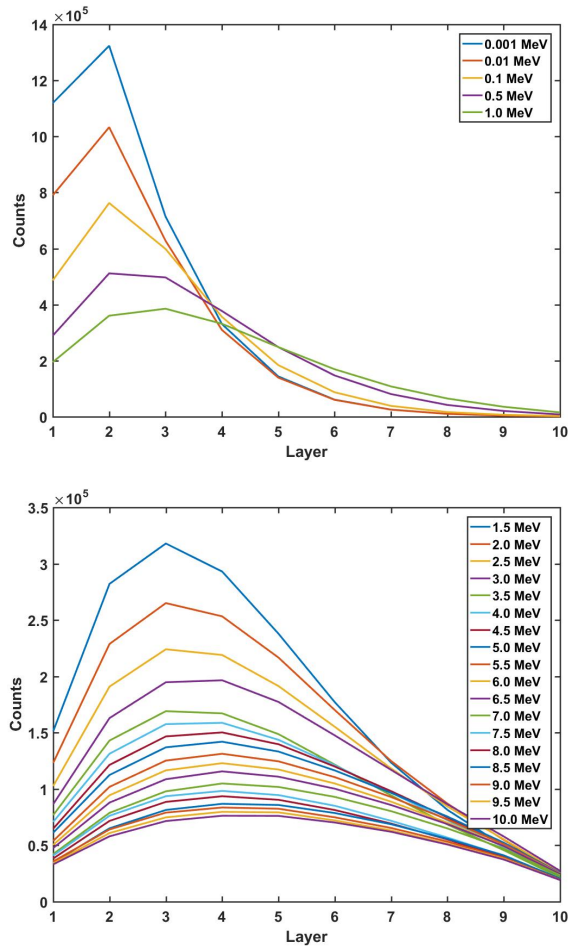 ×10⁵
14
12
10
8
6
4
2
0
Counts
1 2 3 4 5 6 7 8 9 10
Layer
0.001 MeV
0.01 MeV
0.1 MeV
0.5 MeV
1.0 MeV
×10⁵
3.5
3
2.5
2
1.5
1
0.5
0
Counts
1 2 3 4 5 6 7 8 9 10
Layer
1.5 MeV
2.0 MeV
2.5 MeV
3.0 MeV
3.5 MeV
4.0 MeV
4.5 MeV
5.0 MeV
5.5 MeV
6.0 MeV
6.5 MeV
7.0 MeV
7.5 MeV
8.0 MeV
8.5 MeV
9.0 MeV
9.5 MeV
10.0 MeV